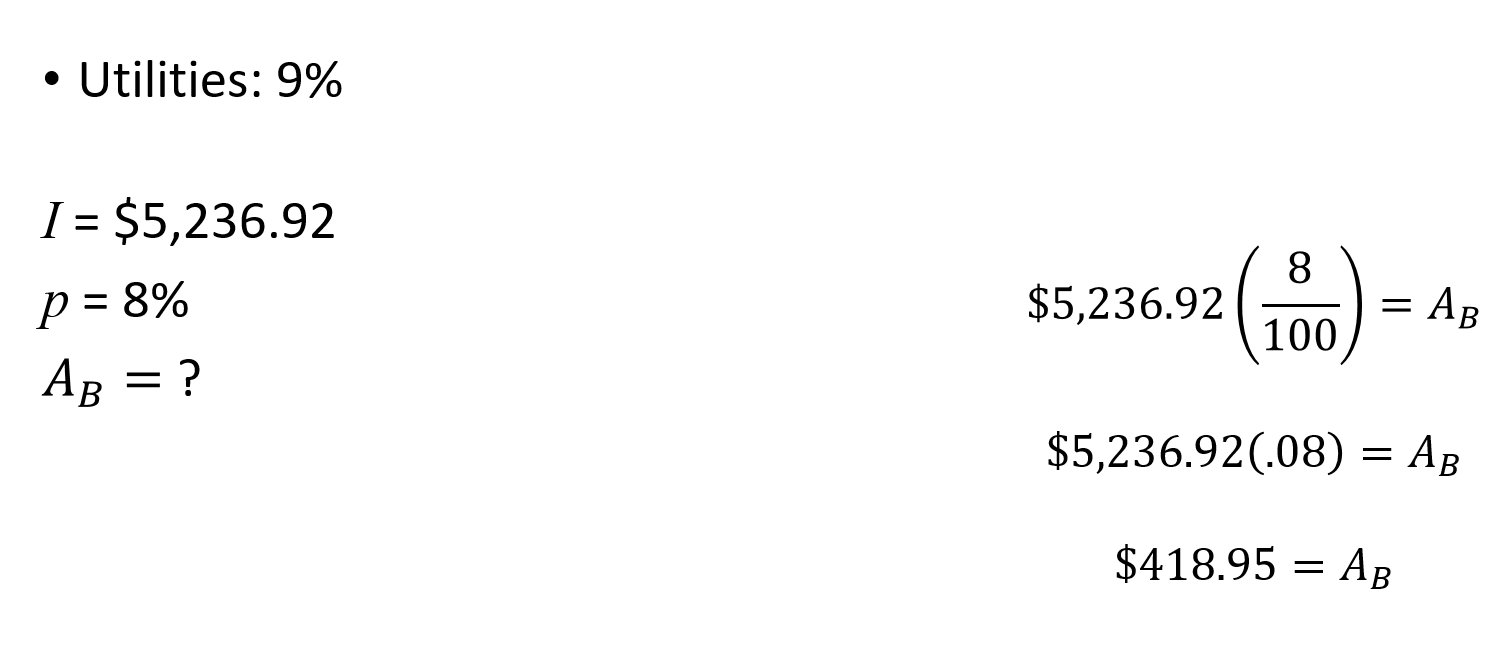 • Utilities: 9%
I = $5,236.92
p = 8%
A_B = ?
$5,236.92(8/100) = A_B
$5,236.92(.08) = A_B
$418.95 = A_B